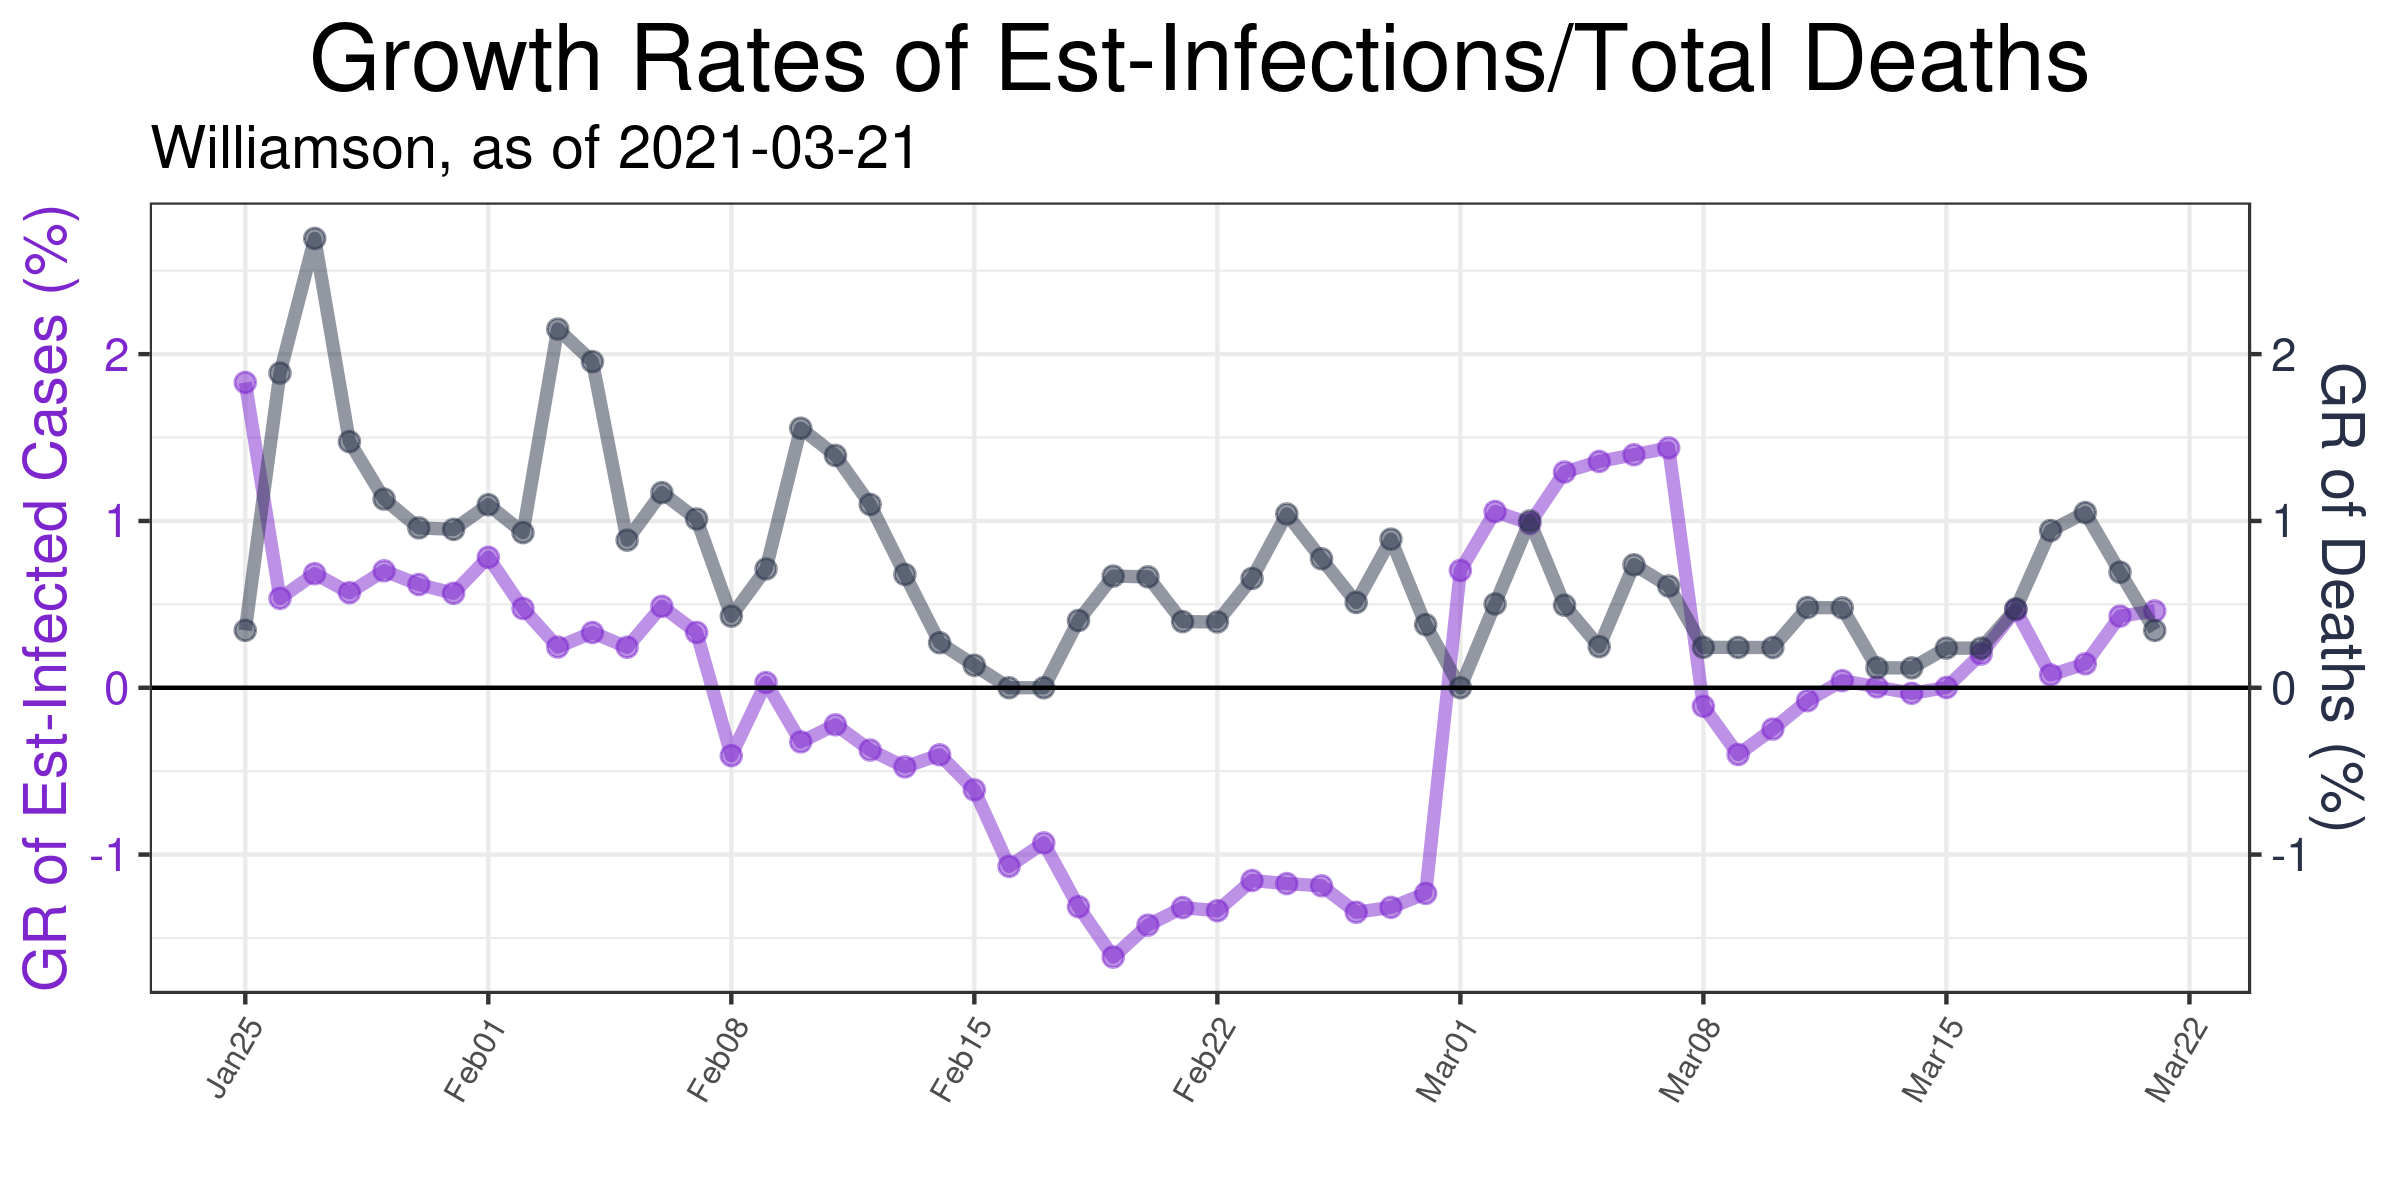 Growth Rates of Est-Infections/Total Deaths
Williamson, as of 2021-03-21
GR of Est-Infected Cases (%)
2
1
0
-1
2
1
0
-1
GR of Deaths (%)
Jan25
Feb01
Feb08
Feb15
Feb22
Mar01
Mar08
Mar15
Mar22